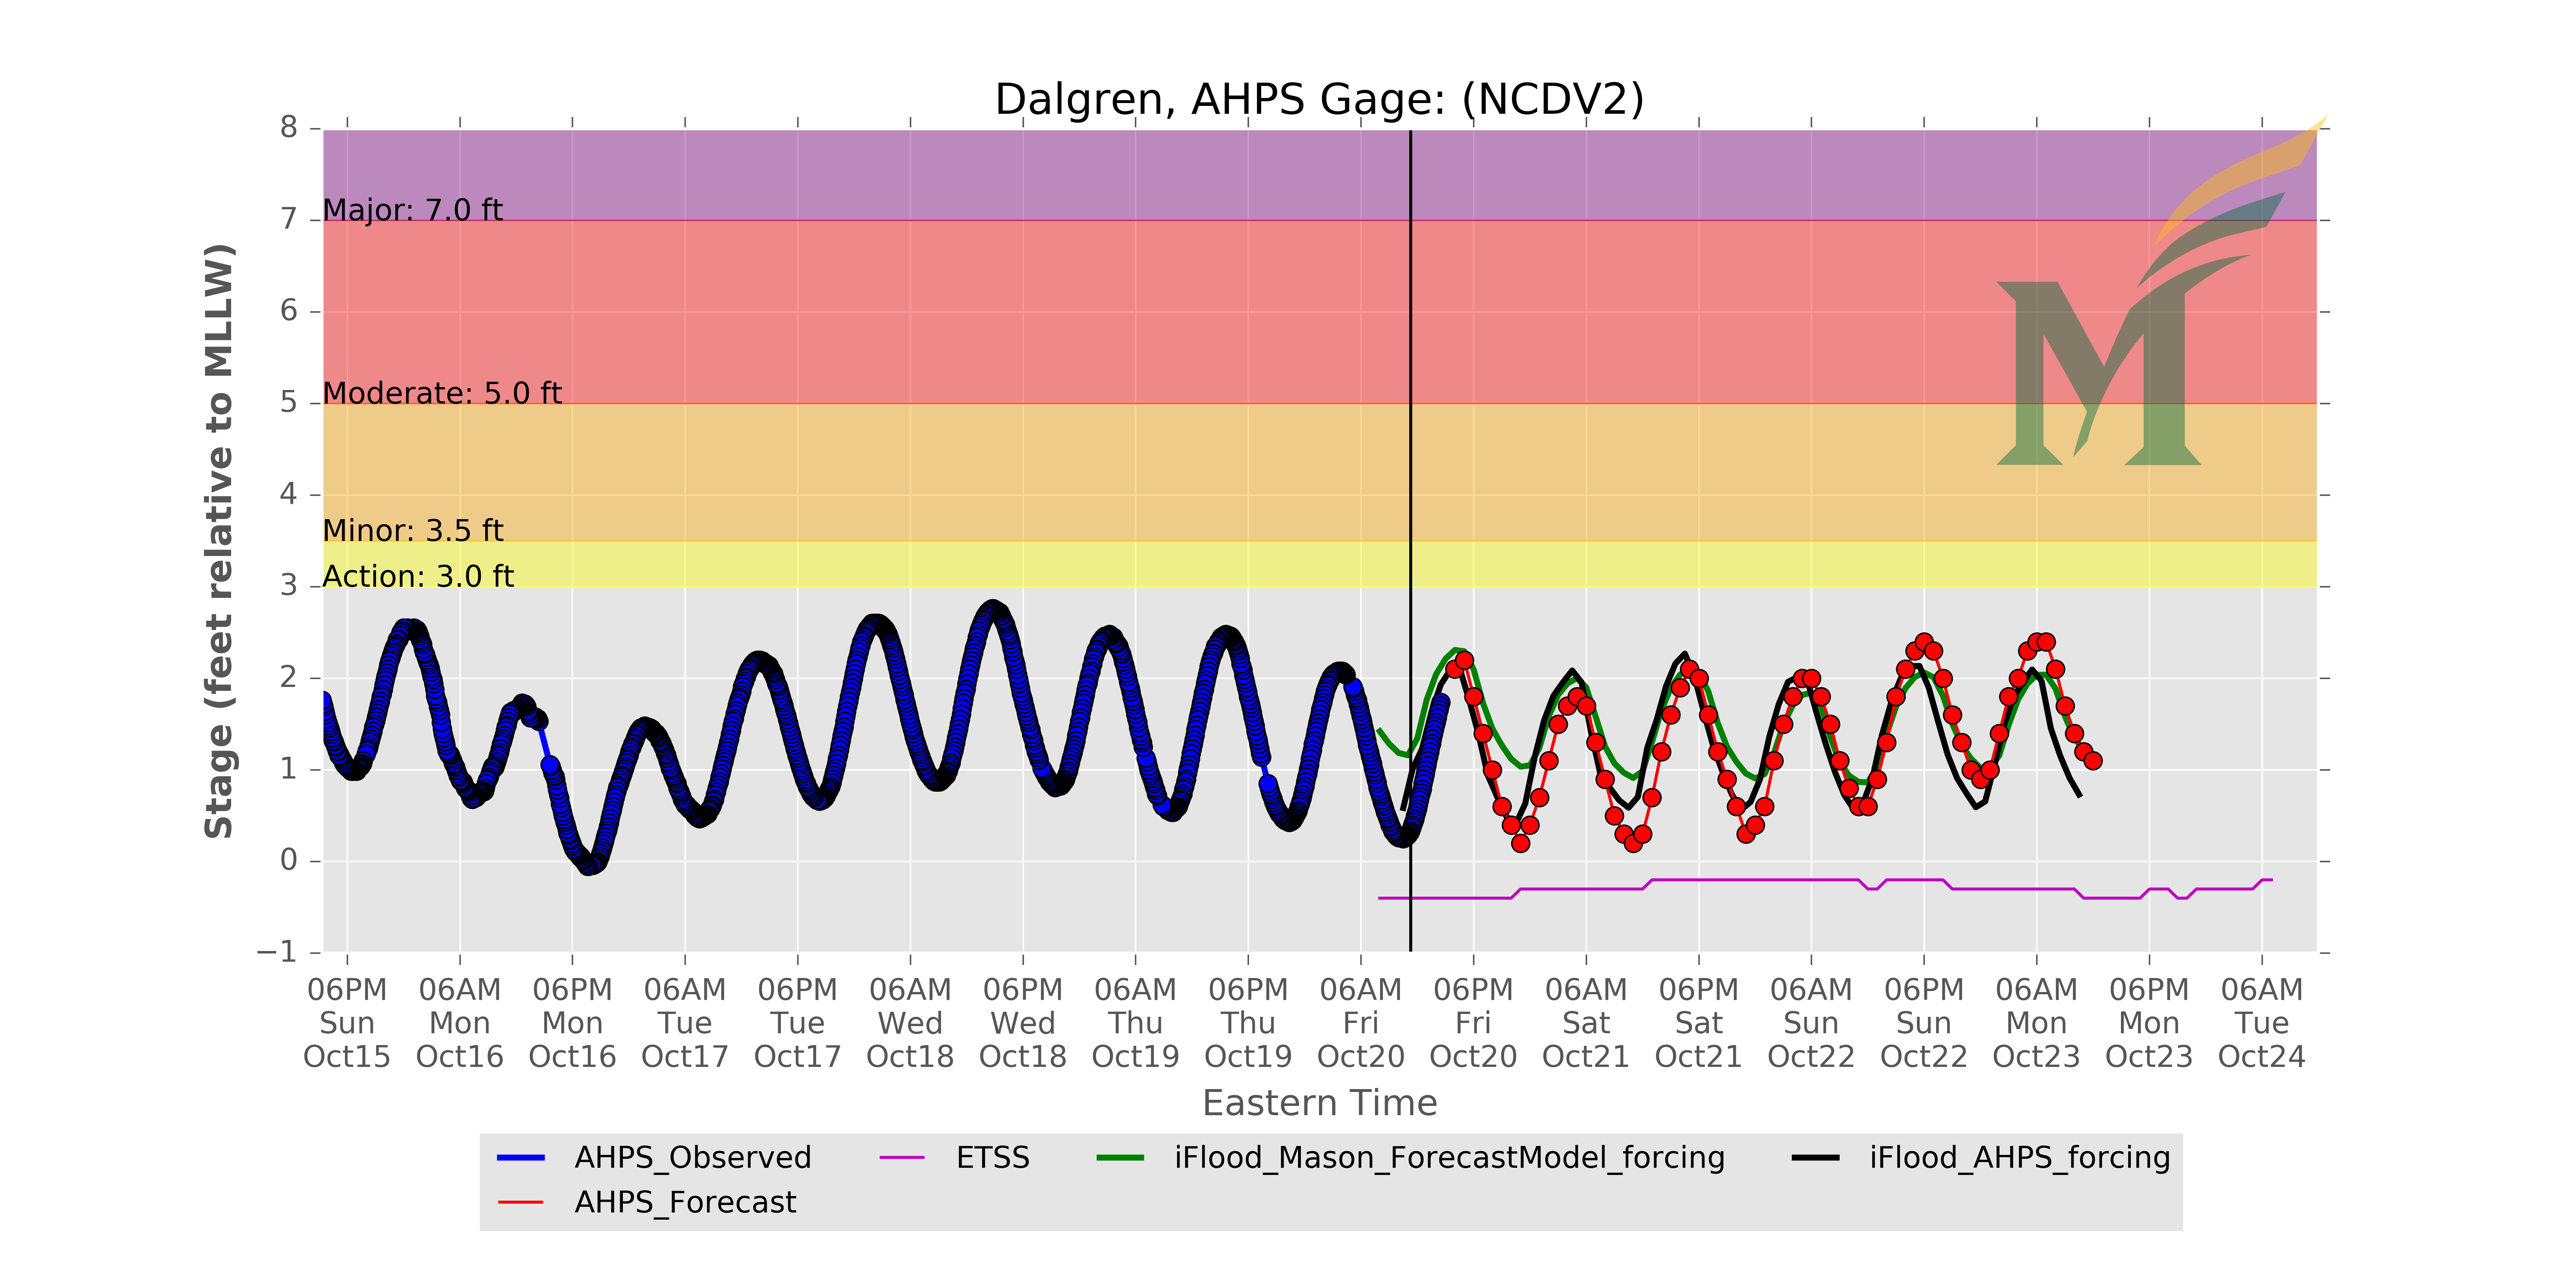 Dalgren, AHPS Gage: (NCDV2)
8
Major: 7.0 ft
7
6
Moderate: 5.0 ft
5
4
Minor: 3.5 ft
Action: 3.0 ft
3
2
1
0
−1
Stage (feet relative to MLLW)
06PM 06AM 06PM 06AM 06PM 06AM 06PM 06AM 06PM 06AM 06PM 06AM 06PM 06AM 06PM 06AM 06PM 06AM
Sun Mon Mon Tue Tue Wed Wed Thu Thu Fri Fri Sat Sat Sun Sun Mon Mon Tue
Oct15 Oct16 Oct16 Oct17 Oct17 Oct18 Oct18 Oct19 Oct19 Oct20 Oct20 Oct21 Oct21 Oct22 Oct22 Oct23 Oct23 Oct24
Eastern Time
AHPS_Observed ETSS iFlood_Mason_ForecastModel_forcing iFlood_AHPS_forcing
AHPS_Forecast
M